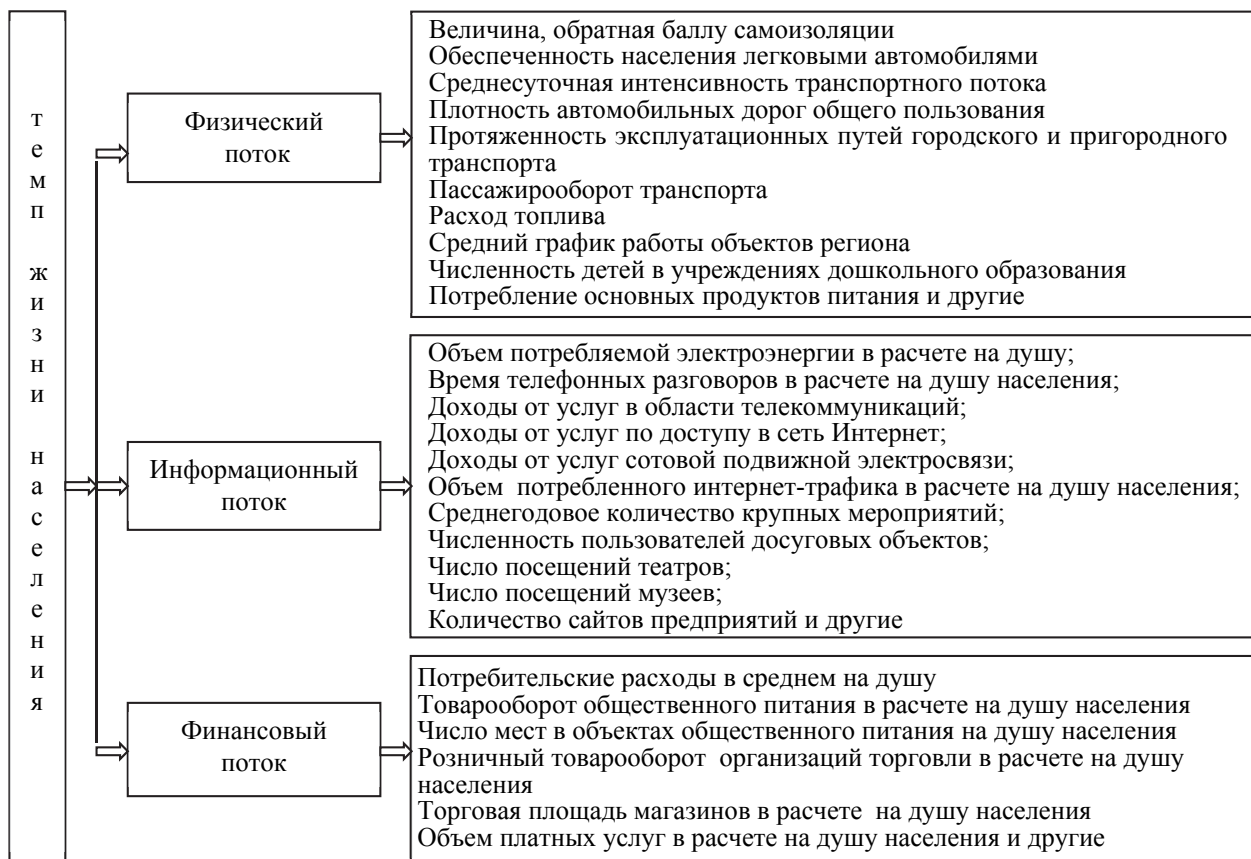 темп жизни населения
Физический
поток
Величина, обратная баллу самоизоляции
Обеспеченность населения легковыми автомобилями
Среднесуточная интенсивность транспортного потока
Плотность автомобильных дорог общего пользования
Протяженность эксплуатационных путей городского и пригородного
транспорта
Пассажирооборот транспорта
Расход топлива
Средний график работы объектов региона
Численность детей в учреждениях дошкольного образования
Потребление основных продуктов питания и другие
Информационный
поток
Объем потребляемой электроэнергии в расчете на душу;
Время телефонных разговоров в расчете на душу населения;
Доходы от услуг в области телекоммуникаций;
Доходы от услуг по доступу в сеть Интернет;
Доходы от услуг сотовой подвижной электросвязи;
Объем потребленного интернет-трафика в расчете на душу населения;
Среднегодовое количество крупных мероприятий;
Численность пользователей досуговых объектов;
Число посещений театров;
Число посещений музеев;
Количество сайтов предприятий и другие
Финансовый
поток
Потребительские расходы в среднем на душу
Товарооборот общественного питания в расчете на душу населения
Число мест в объектах общественного питания на душу населения
Розничный товарооборот организаций торговли в расчете на душу
населения
Торговая площадь магазинов в расчете на душу населения
Объем платных услуг в расчете на душу населения и другие